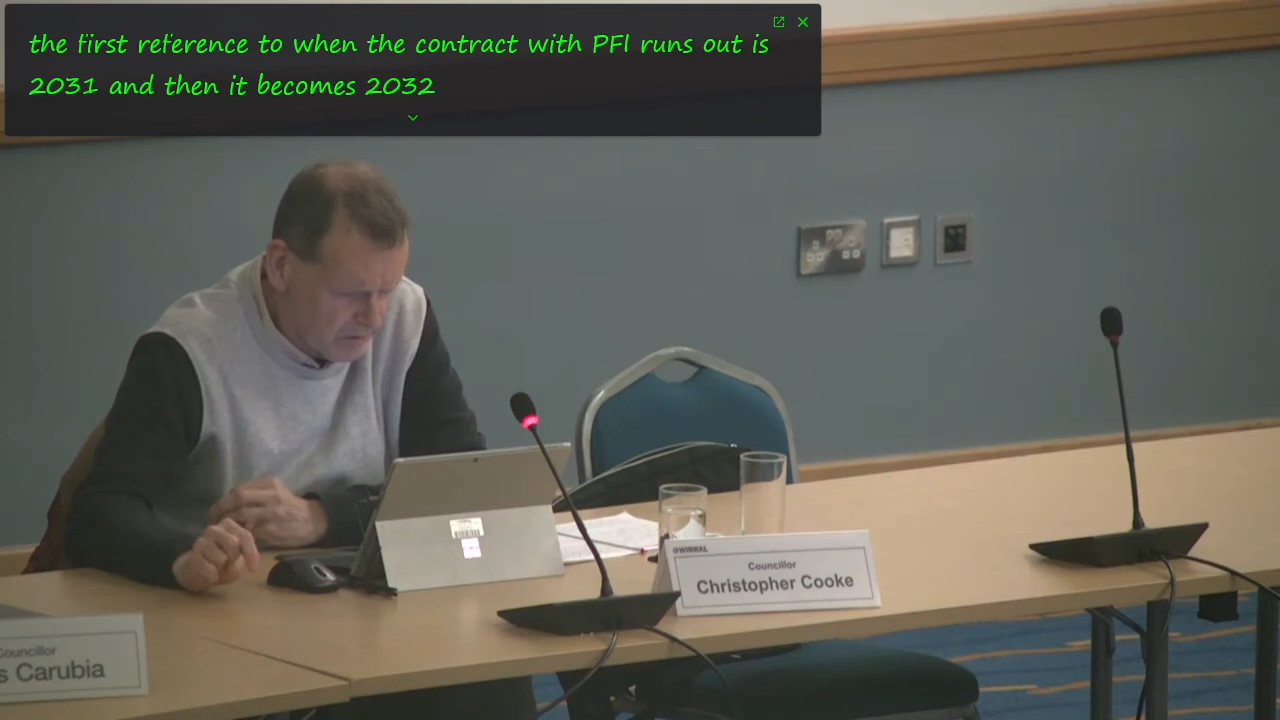 the first reference to when the contract with PFI runs out is
2031 and then it becomes 2032
WIRRAL
Councillor
Christopher Cooke
Councillor
s Carubia